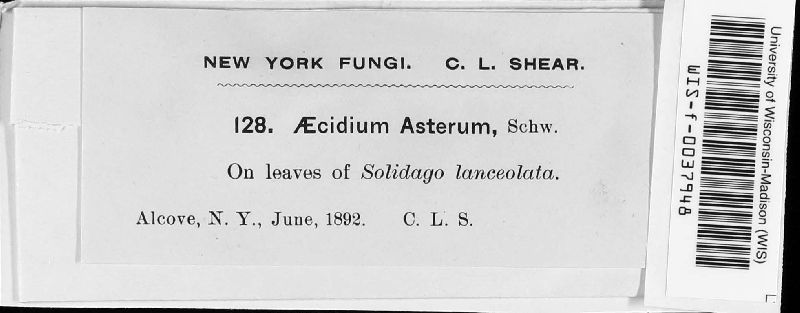 NEW YORK FUNGI. C. L. SHEAR.
128. Æcidium Asterum, Schw.
On leaves of Solidago lanceolata.
Alcove, N. Y., June, 1892. C. L. S.
University of Wisconsin-Madison (WIS)
WIS-f-0037948